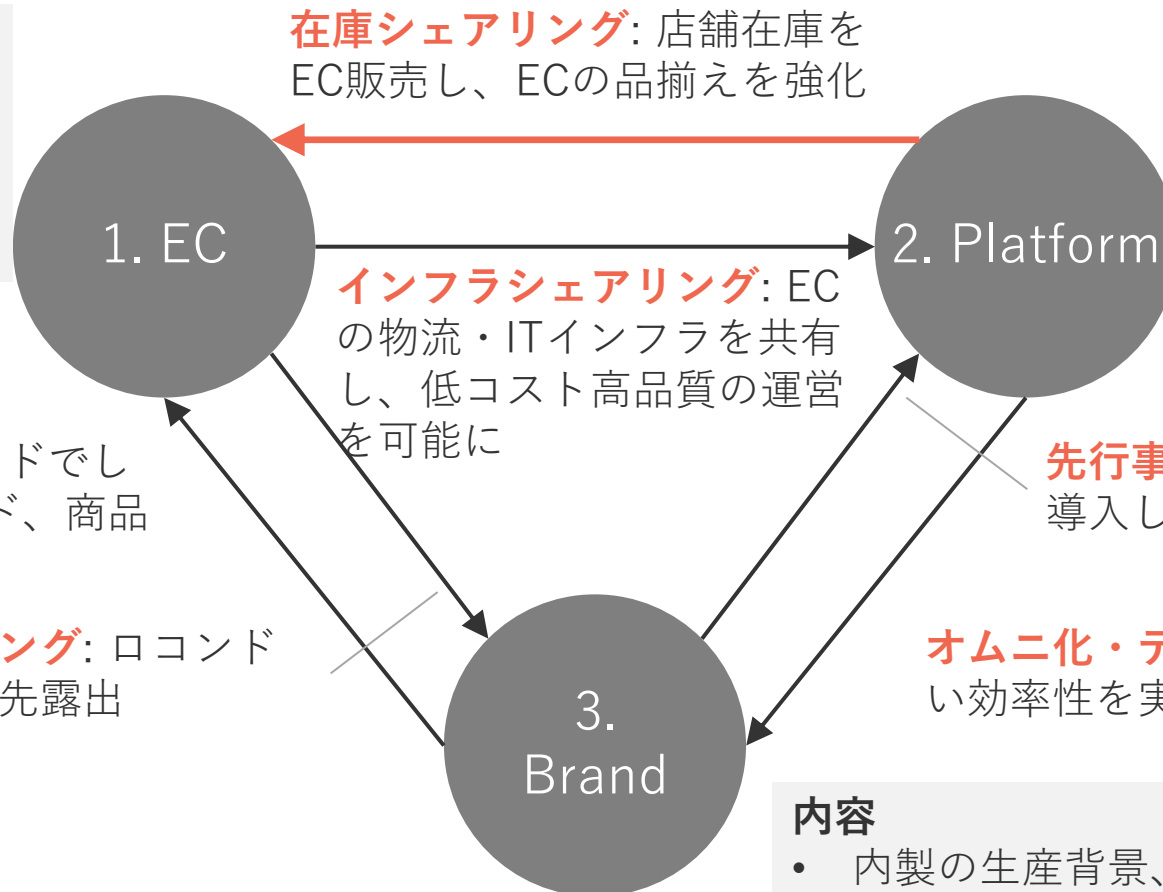 在庫シェアリング: 店舗在庫を
EC販売し、ECの品揃えを強化
1. EC
2. Platform
インフラシェアリング: EC
の物流・ITインフラを共有
し、低コスト高品質の運営
を可能に
ドでし
、商品
先行事
導入し
ング: ロコンド
先露出
オムニ化・デ
い効率性を実
3.
Brand
内容
• 内製の生産背景、